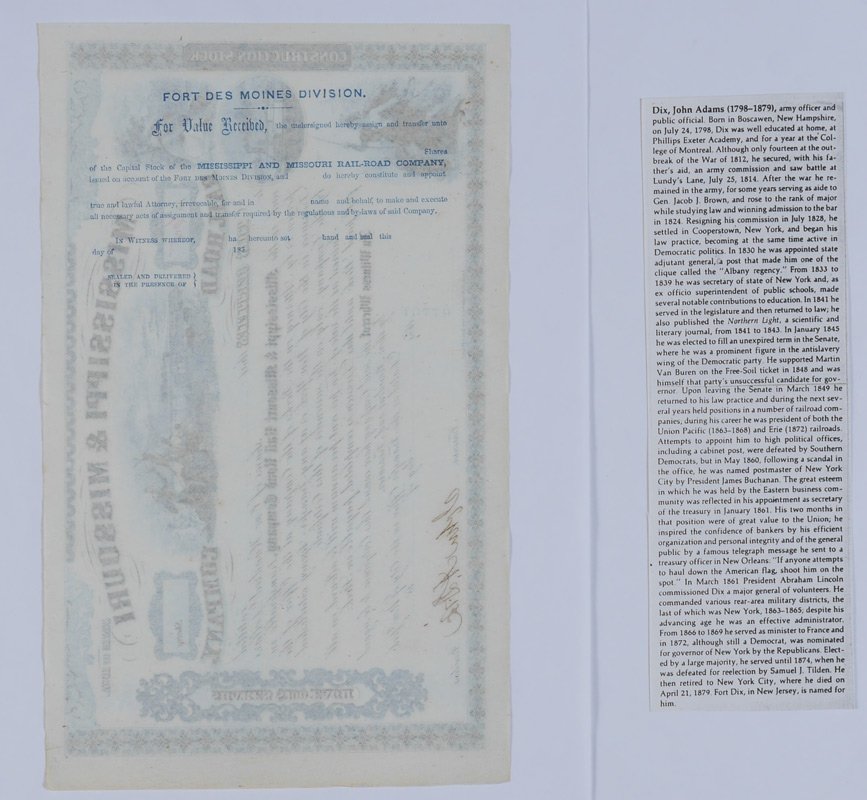 FORT DES MOINES DIVISION.
For Value Received, the undersigned hereby assign and transfer unto
Shares
of the Capital Stock of the MISSISSIPPI AND MISSOURI RAIL-ROAD COMPANY,
issued on account of the FORT DES MOINES DIVISION, and do hereby constitute and appoint
true and lawful Attorney, irrevocable, for and in name and behalf, to make and execute
all necessary acts of assignment and transfer required by the regulations and by-laws of said Company.
IN WITNESS WHEREOF, ha hereunto set hand and seal this
day of 185
SEALED AND DELIVERED }
IN THE PRESENCE OF }
CONSTRUCTION STOCK
MISSISSIPPI & MISSOURI
RAILROAD
COMPANY
Mississippi & Missouri Rail Road Company
In Witness Whereof
Dix, John Adams (1798–1879), army officer and
public official. Born in Boscawen, New Hampshire,
on July 24, 1798, Dix was well educated at home, at
Phillips Exeter Academy, and for a year at the Col-
lege of Montreal. Although only fourteen at the out-
break of the War of 1812, he secured, with his fa-
ther's aid, an army commission and saw battle at
Lundy's Lane, July 25, 1814. After the war he re-
mained in the army, for some years serving as aide to
Gen. Jacob J. Brown, and rose to the rank of major
while studying law and winning admission to the bar
in 1824. Resigning his commission in July 1828, he
settled in Cooperstown, New York, and began his
law practice, becoming at the same time active in
Democratic politics. In 1830 he was appointed state
adjutant general, a post that made him one of the
clique called the "Albany regency." From 1833 to
1839 he was secretary of state of New York and, as
ex officio superintendent of public schools, made
several notable contributions to education. In 1841 he
served in the legislature and then returned to law; he
also published the Northern Light, a scientific and
literary journal, from 1841 to 1843. In January 1845
he was elected to fill an unexpired term in the Senate,
where he was a prominent figure in the antislavery
wing of the Democratic party. He supported Martin
Van Buren on the Free-Soil ticket in 1848 and was
himself that party's unsuccessful candidate for gov-
ernor. Upon leaving the Senate in March 1849 he
returned to his law practice and during the next sev-
eral years held positions in a number of railroad com-
panies; during his career he was president of both the
Union Pacific (1863–1868) and Erie (1872) railroads.
Attempts to appoint him to high political offices,
including a cabinet post, were defeated by Southern
Democrats, but in May 1860, following a scandal in
the office, he was named postmaster of New York
City by President James Buchanan. The great esteem
in which he was held by the Eastern business com-
munity was reflected in his appointment as secretary
of the treasury in January 1861. His two months in
that position were of great value to the Union; he
inspired the confidence of bankers by his efficient
organization and personal integrity and of the general
public by a famous telegraph message he sent to a
treasury officer in New Orleans: "If anyone attempts
to haul down the American flag, shoot him on the
spot." In March 1861 President Abraham Lincoln
commissioned Dix a major general of volunteers. He
commanded various rear-area military districts, the
last of which was New York, 1863–1865; despite his
advancing age he was an effective administrator.
From 1866 to 1869 he served as minister to France and
in 1872, although still a Democrat, was nominated
for governor of New York by the Republicans. Elect-
ed by a large majority, he served until 1874, when he
was defeated for reelection by Samuel J. Tilden. He
then retired to New York City, where he died on
April 21, 1879. Fort Dix, in New Jersey, is named for
him.